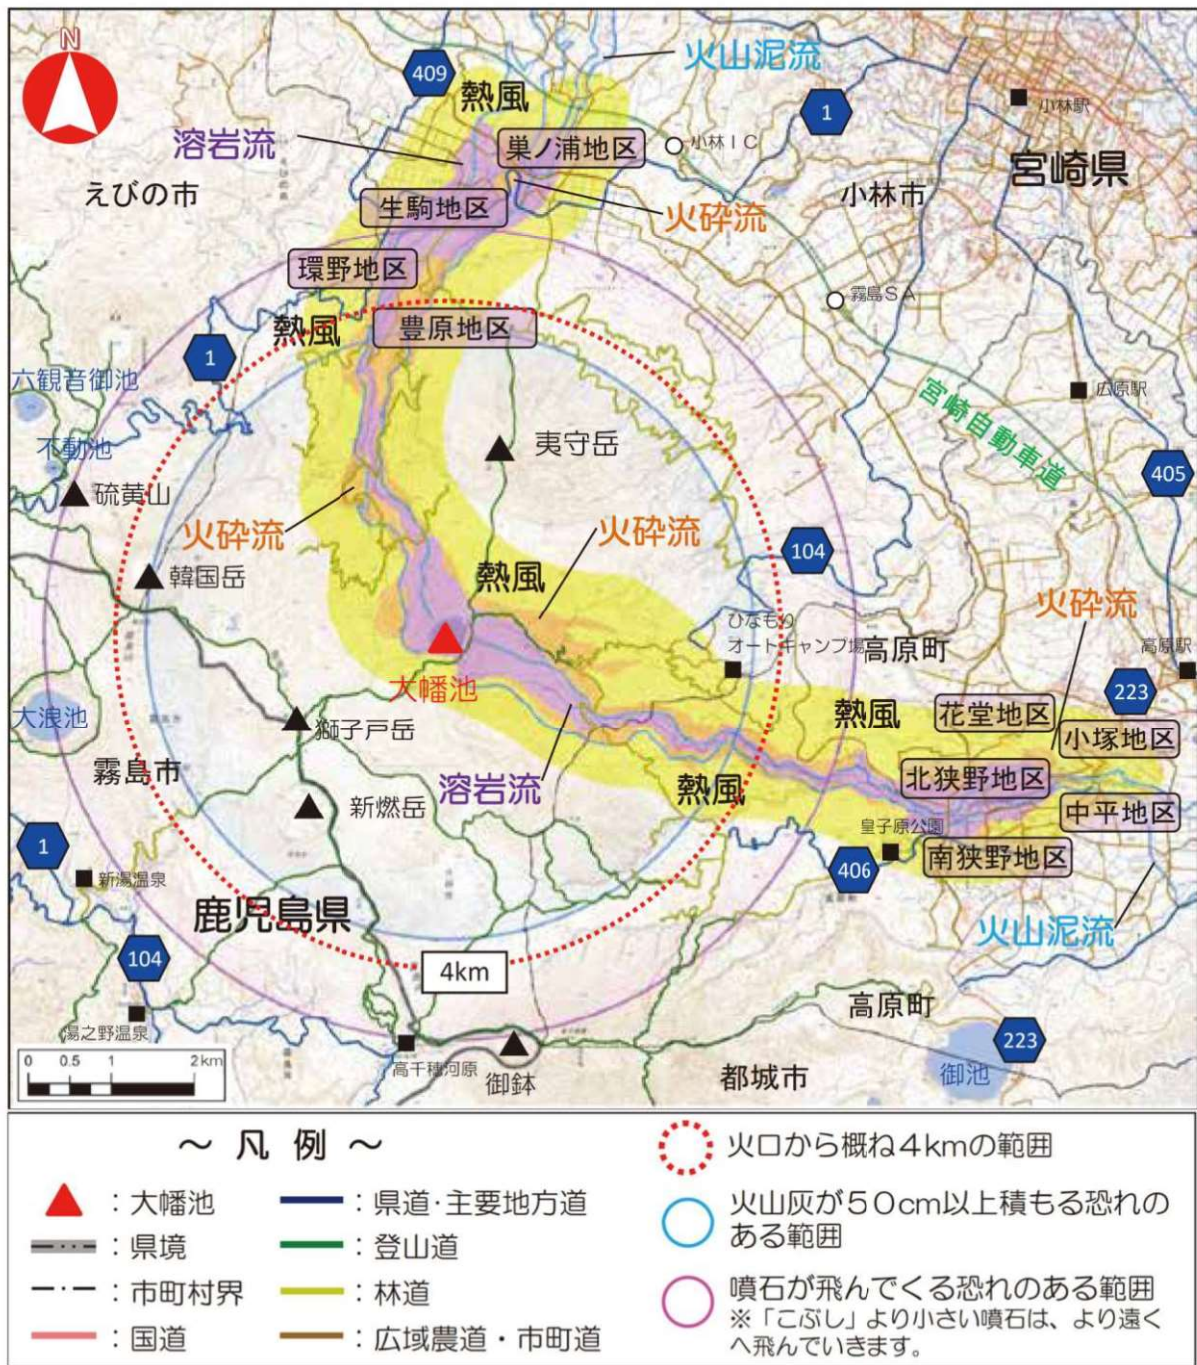 N
409
火山泥流
熱風
1
小林駅
溶岩流
巣ノ浦地区
小林IC
宮崎県
えびの市
生駒地区
火砕流
小林市
環野地区
霧島SA
熱風
豊原地区
1
六観音御池
広原駅
宮崎自動車道
夷守岳
不動池
硫黄山
405
火砕流
火砕流
104
韓国岳
熱風
火砕流
ひなもり
オートキャンプ場
高原町
高原駅
大幡池
223
大浪池
獅子戸岳
熱風
花堂地区
小塚地区
霧島市
溶岩流
熱風
北狭野地区
新燃岳
中平地区
皇子原公園
1
406
南狭野地区
新湯温泉
鹿児島県
火山泥流
104
4km
高原町
湯之野温泉
223
0 0.5 1 2km
高千穂河原
御鉢
都城市
御池
~ 凡 例 ~
:大幡池
:県境
:市町村界
:国道
:県道・主要地方道
:登山道
:林道
:広域農道・市町道
火口から概ね4kmの範囲
火山灰が50cm以上積もる恐れの
ある範囲
噴石が飛んでくる恐れのある範囲
※「こぶし」より小さい噴石は、より遠く
へ飛んでいきます。